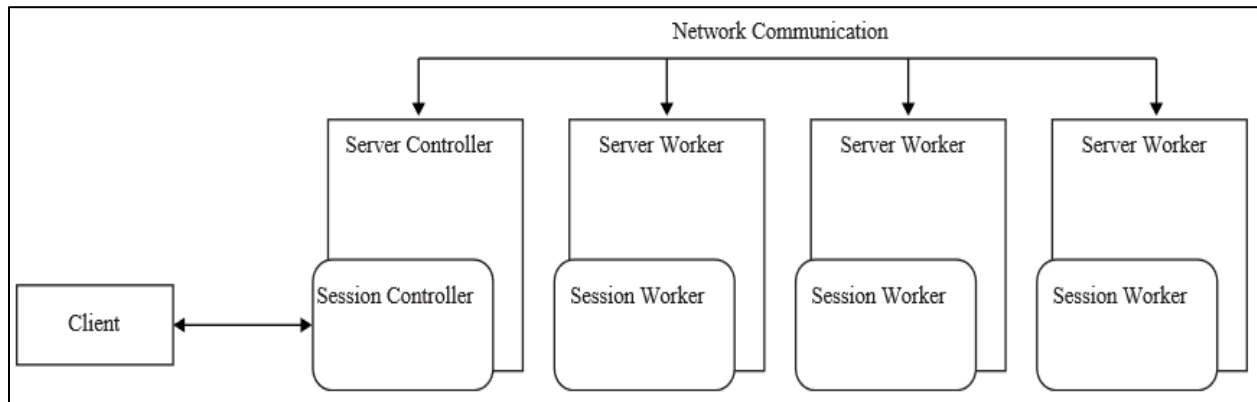 Network Communication
Server Controller
Server Worker
Server Worker
Server Worker
Session Controller
Session Worker
Session Worker
Session Worker
Client